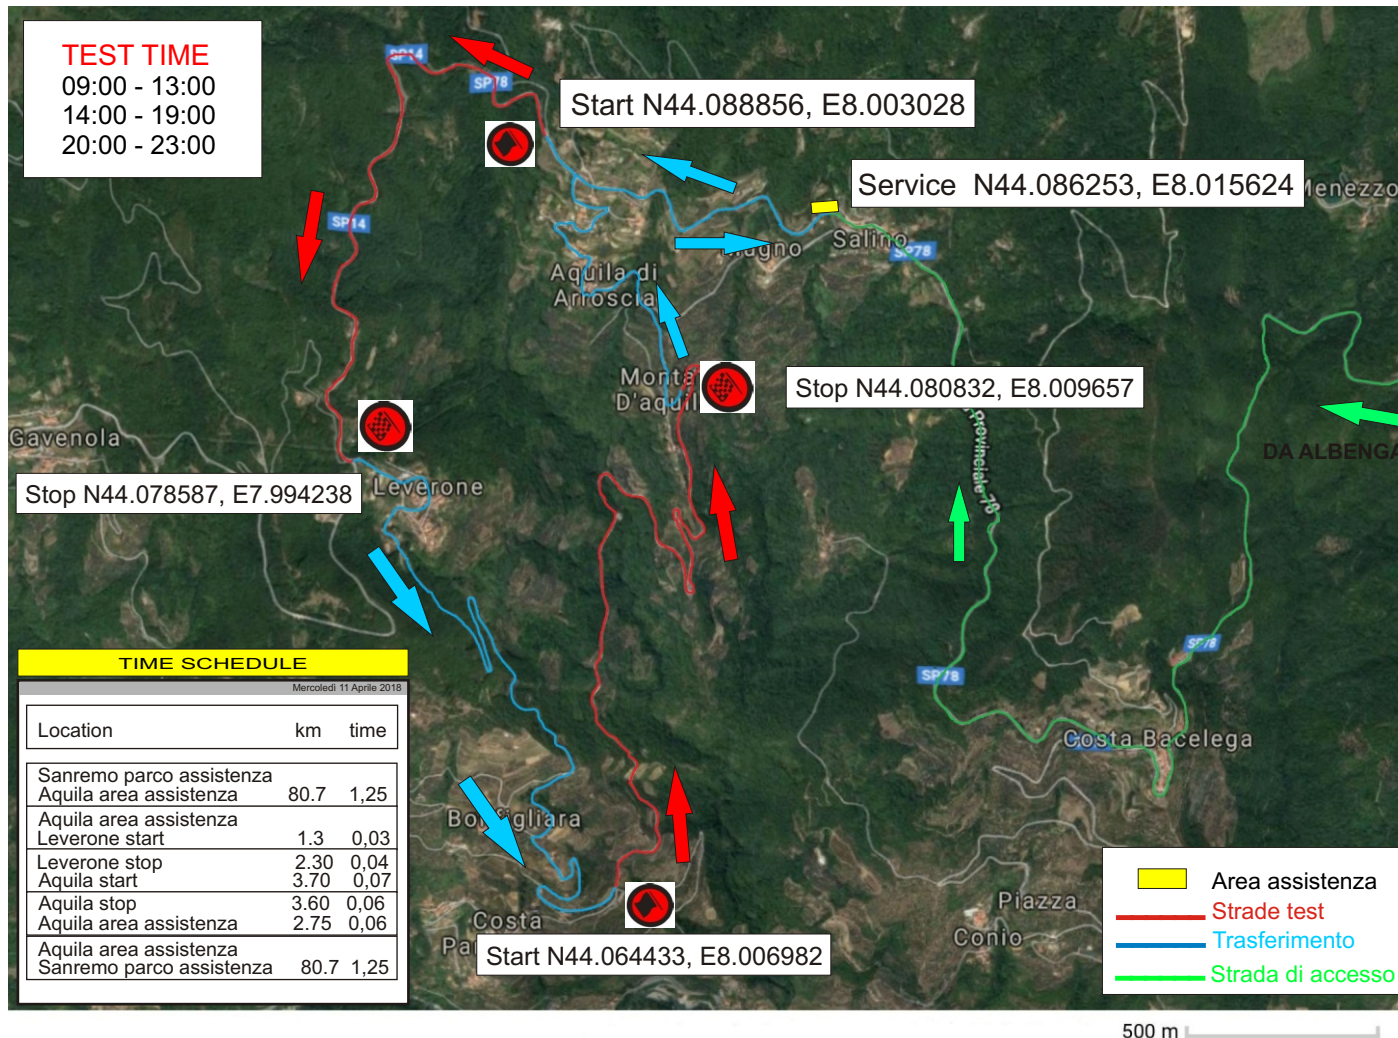 TEST TIME
09:00 - 13:00
14:00 - 19:00
20:00 - 23:00
SP14
SP78
Start N44.088856, E8.003028
Service N44.086253, E8.015624
Menezzo
SP14
Salino
SP78
Aquila di
Arroscia
Monta
D'aquil
Stop N44.080832, E8.009657
Provinciale 78
DA ALBENGA
Gavenola
Leverone
Stop N44.078587, E7.994238
SP78
SP78
Costa Bacelega
TIME SCHEDULE
Mercoledì 11 Aprile 2018
Location km time
Sanremo parco assistenza
Aquila area assistenza 80.7 1,25
Aquila area assistenza
Leverone start 1.3 0,03
Leverone stop 2.30 0,04
Aquila start 3.70 0,07
Aquila stop 3.60 0,06
Aquila area assistenza 2.75 0,06
Aquila area assistenza
Sanremo parco assistenza 80.7 1,25
Costa
Pa
Start N44.064433, E8.006982
Piazza
Conio
Area assistenza
Strade test
Trasferimento
Strada di accesso
500 m